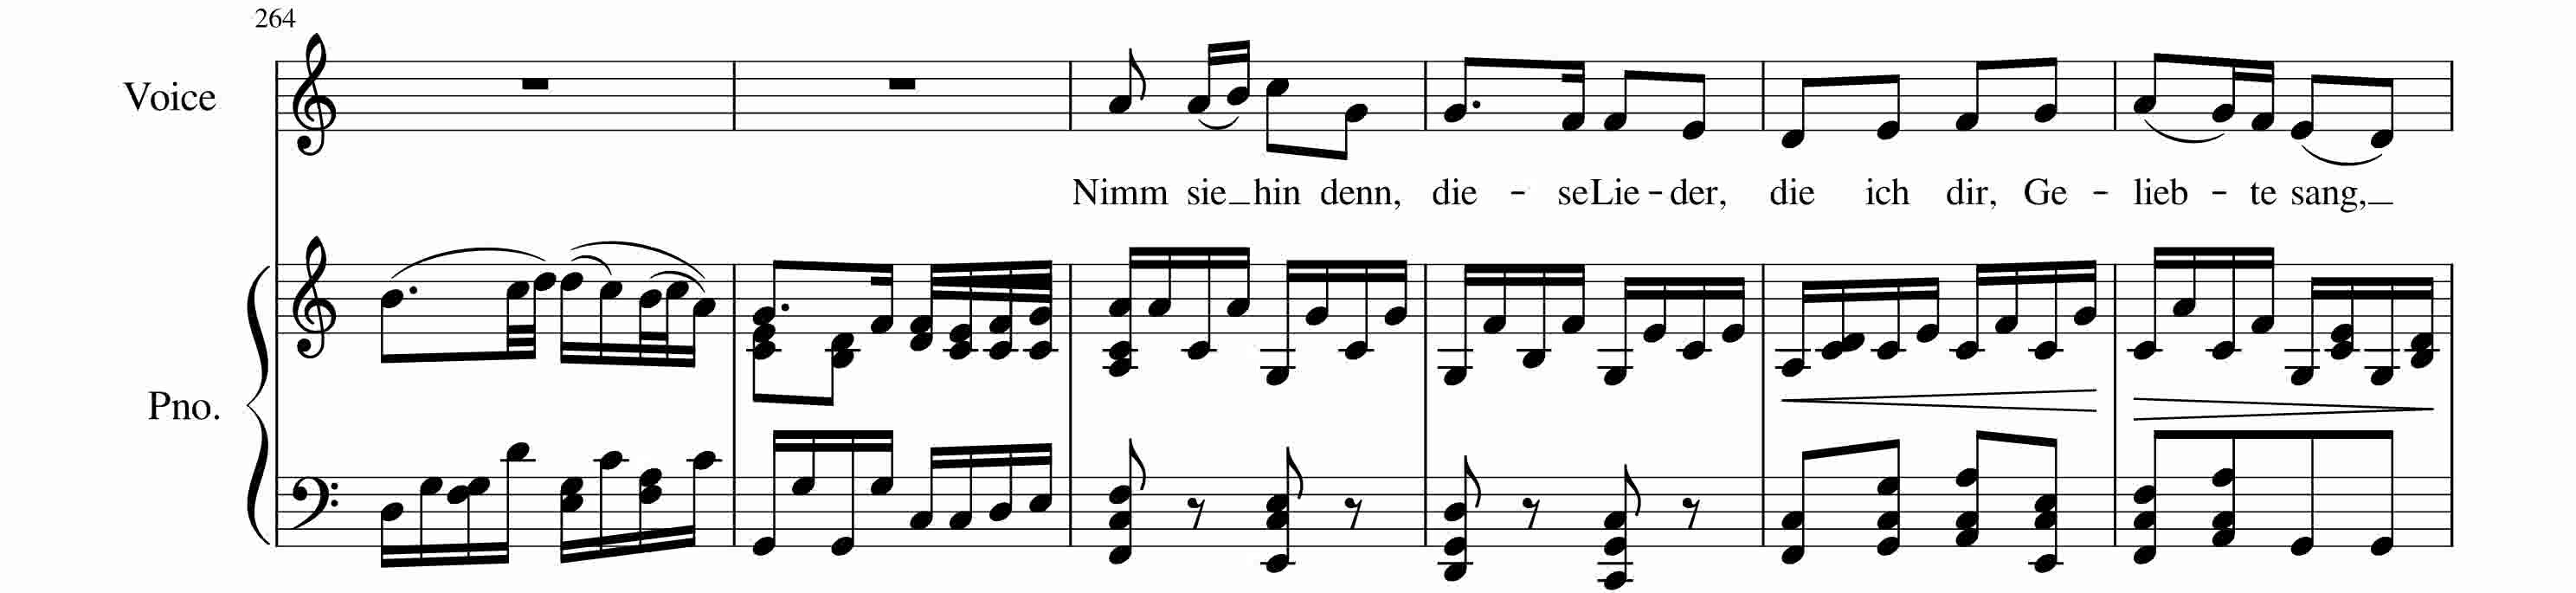 264
Voice
Nimm sie_hin denn, die - seLie - der, die ich dir, Ge - lieb - te sang,_
Pno.